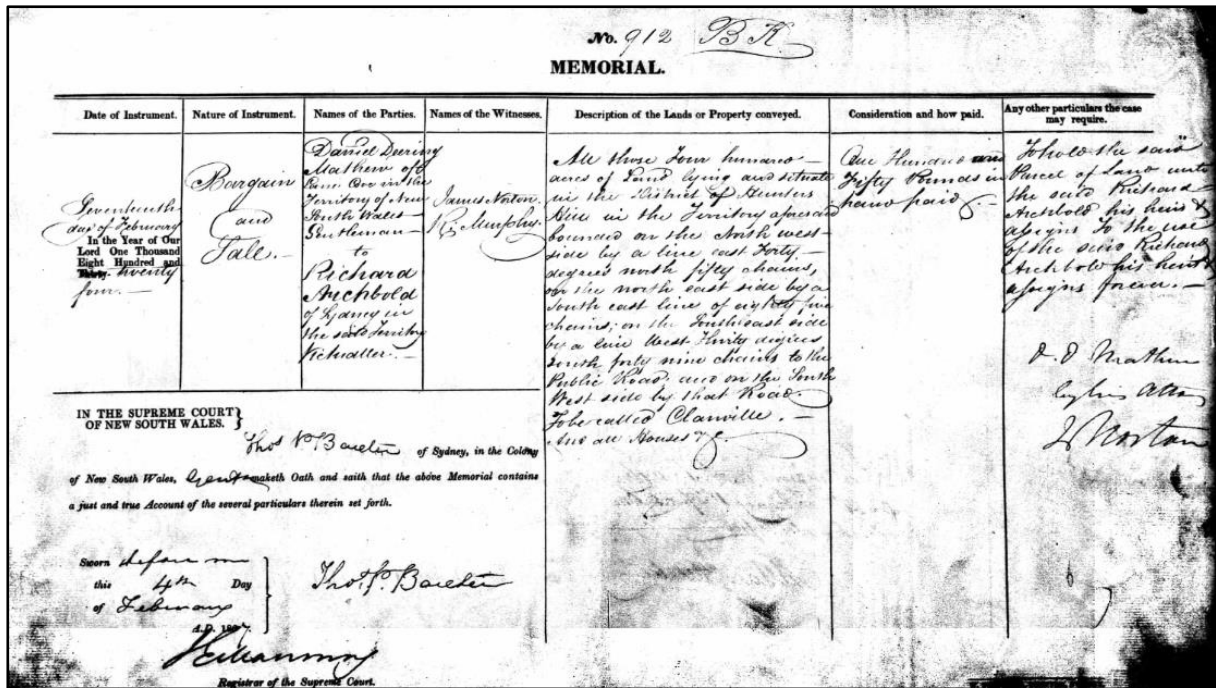 No. 912 B K
MEMORIAL.
Date of Instrument.
Seventeenth
day of February
In the Year of Our
Lord One Thousand
Eight Hundred and
Thirty twenty
four. —
Nature of Instrument.
Bargain
and
Sale. —
Names of the Parties.
Daniel Deering
Mathew of
Lane Cove in the
Territory of New
South Wales
Gentleman —
to
Richard
Archbold
of Sydney in
the said Territory
Victualler. —
Names of the Witnesses.
James Norton.
Murphy.
Description of the Lands or Property conveyed.
All those Four hundred —
acres of Land lying and situate
in the District of Hunters
Hill in the Territory aforesaid
bounded on the North west
side by a line east Forty —
degrees north fifty chains,
on the north east side by a
South east line of eighty five
chains; on the South east side
by a line West Thirty degrees
South forty nine chains to the
Public Road; and on the South
West side by that Road.
To be called Clanville. —
And all Houses &c.
Consideration and how paid.
One Hundred and
Fifty Pounds in
hand paid. —
Any other particulars the case
may require.
To hold the said
Parcel of Land unto
the said Richard
Archbold his heirs &
assigns To the use
of the said Richard
Archbold his heirs &
assigns forever. —
D. D. Mathew
by his Atty
J Norton
IN THE SUPREME COURT }
OF NEW SOUTH WALES. }
Thos of Sydney, in the Colony
of New South Wales, Gent maketh Oath and saith that the above Memorial contains
a just and true Account of the several particulars therein set forth.
Sworn before me
this 4th Day
of February
A.D. 1837
Thos.
Registrar of the Supreme Court.